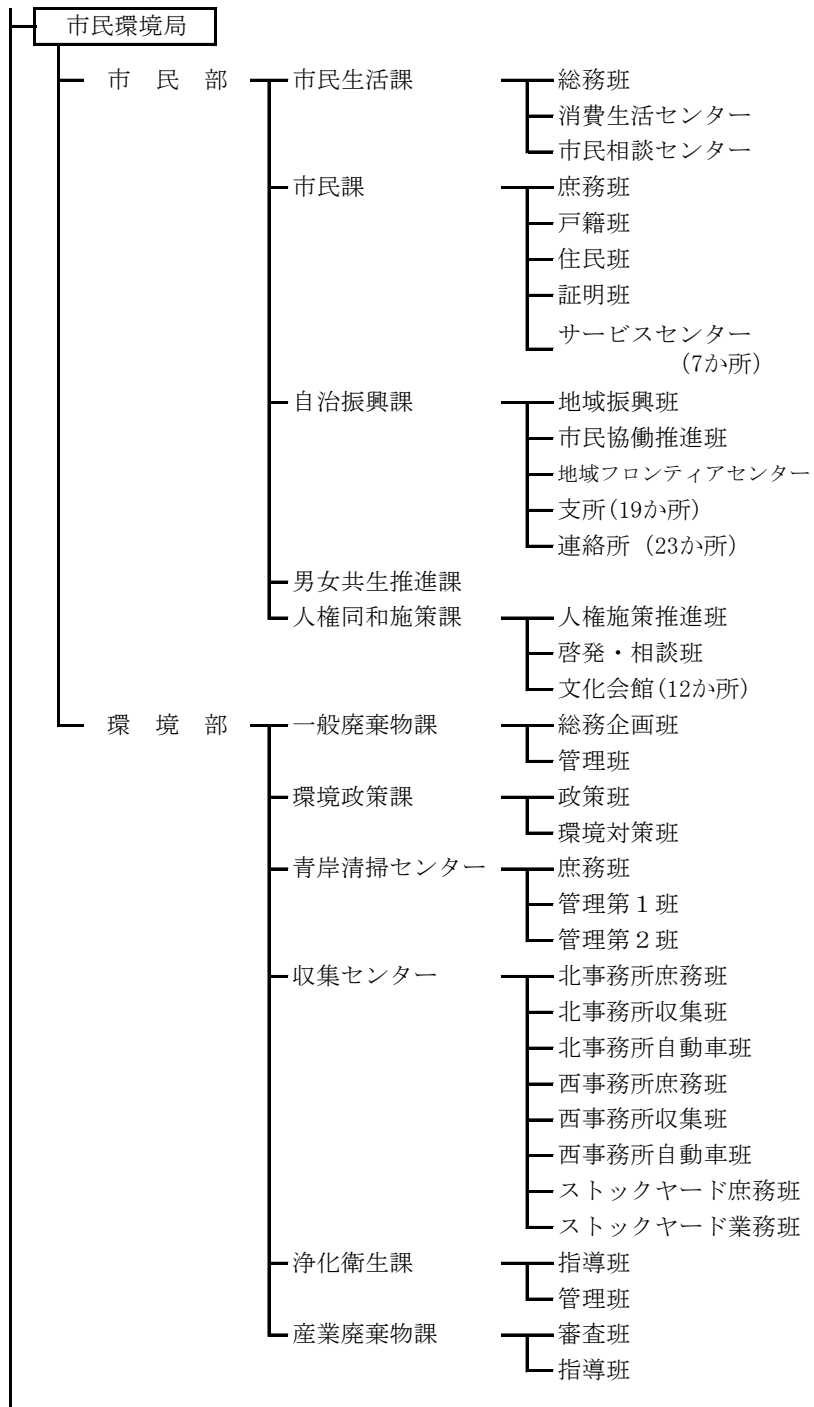 市民環境局
市　民　部　市民生活課　総務班
消費生活センター
市民相談センター
市民課　庶務班
戸籍班
住民班
証明班
サービスセンター
(7か所)
自治振興課　地域振興班
市民協働推進班
地域フロンティアセンター
支所(19か所)
連絡所 (23か所)
男女共生推進課
人権同和施策課　人権施策推進班
啓発・相談班
文化会館(12か所)
環　境　部　一般廃棄物課　総務企画班
管理班
環境政策課　政策班
環境対策班
青岸清掃センター　庶務班
管理第１班
管理第２班
収集センター　北事務所庶務班
北事務所収集班
北事務所自動車班
西事務所庶務班
西事務所収集班
西事務所自動車班
ストックヤード庶務班
ストックヤード業務班
浄化衛生課　指導班
管理班
産業廃棄物課　審査班
指導班